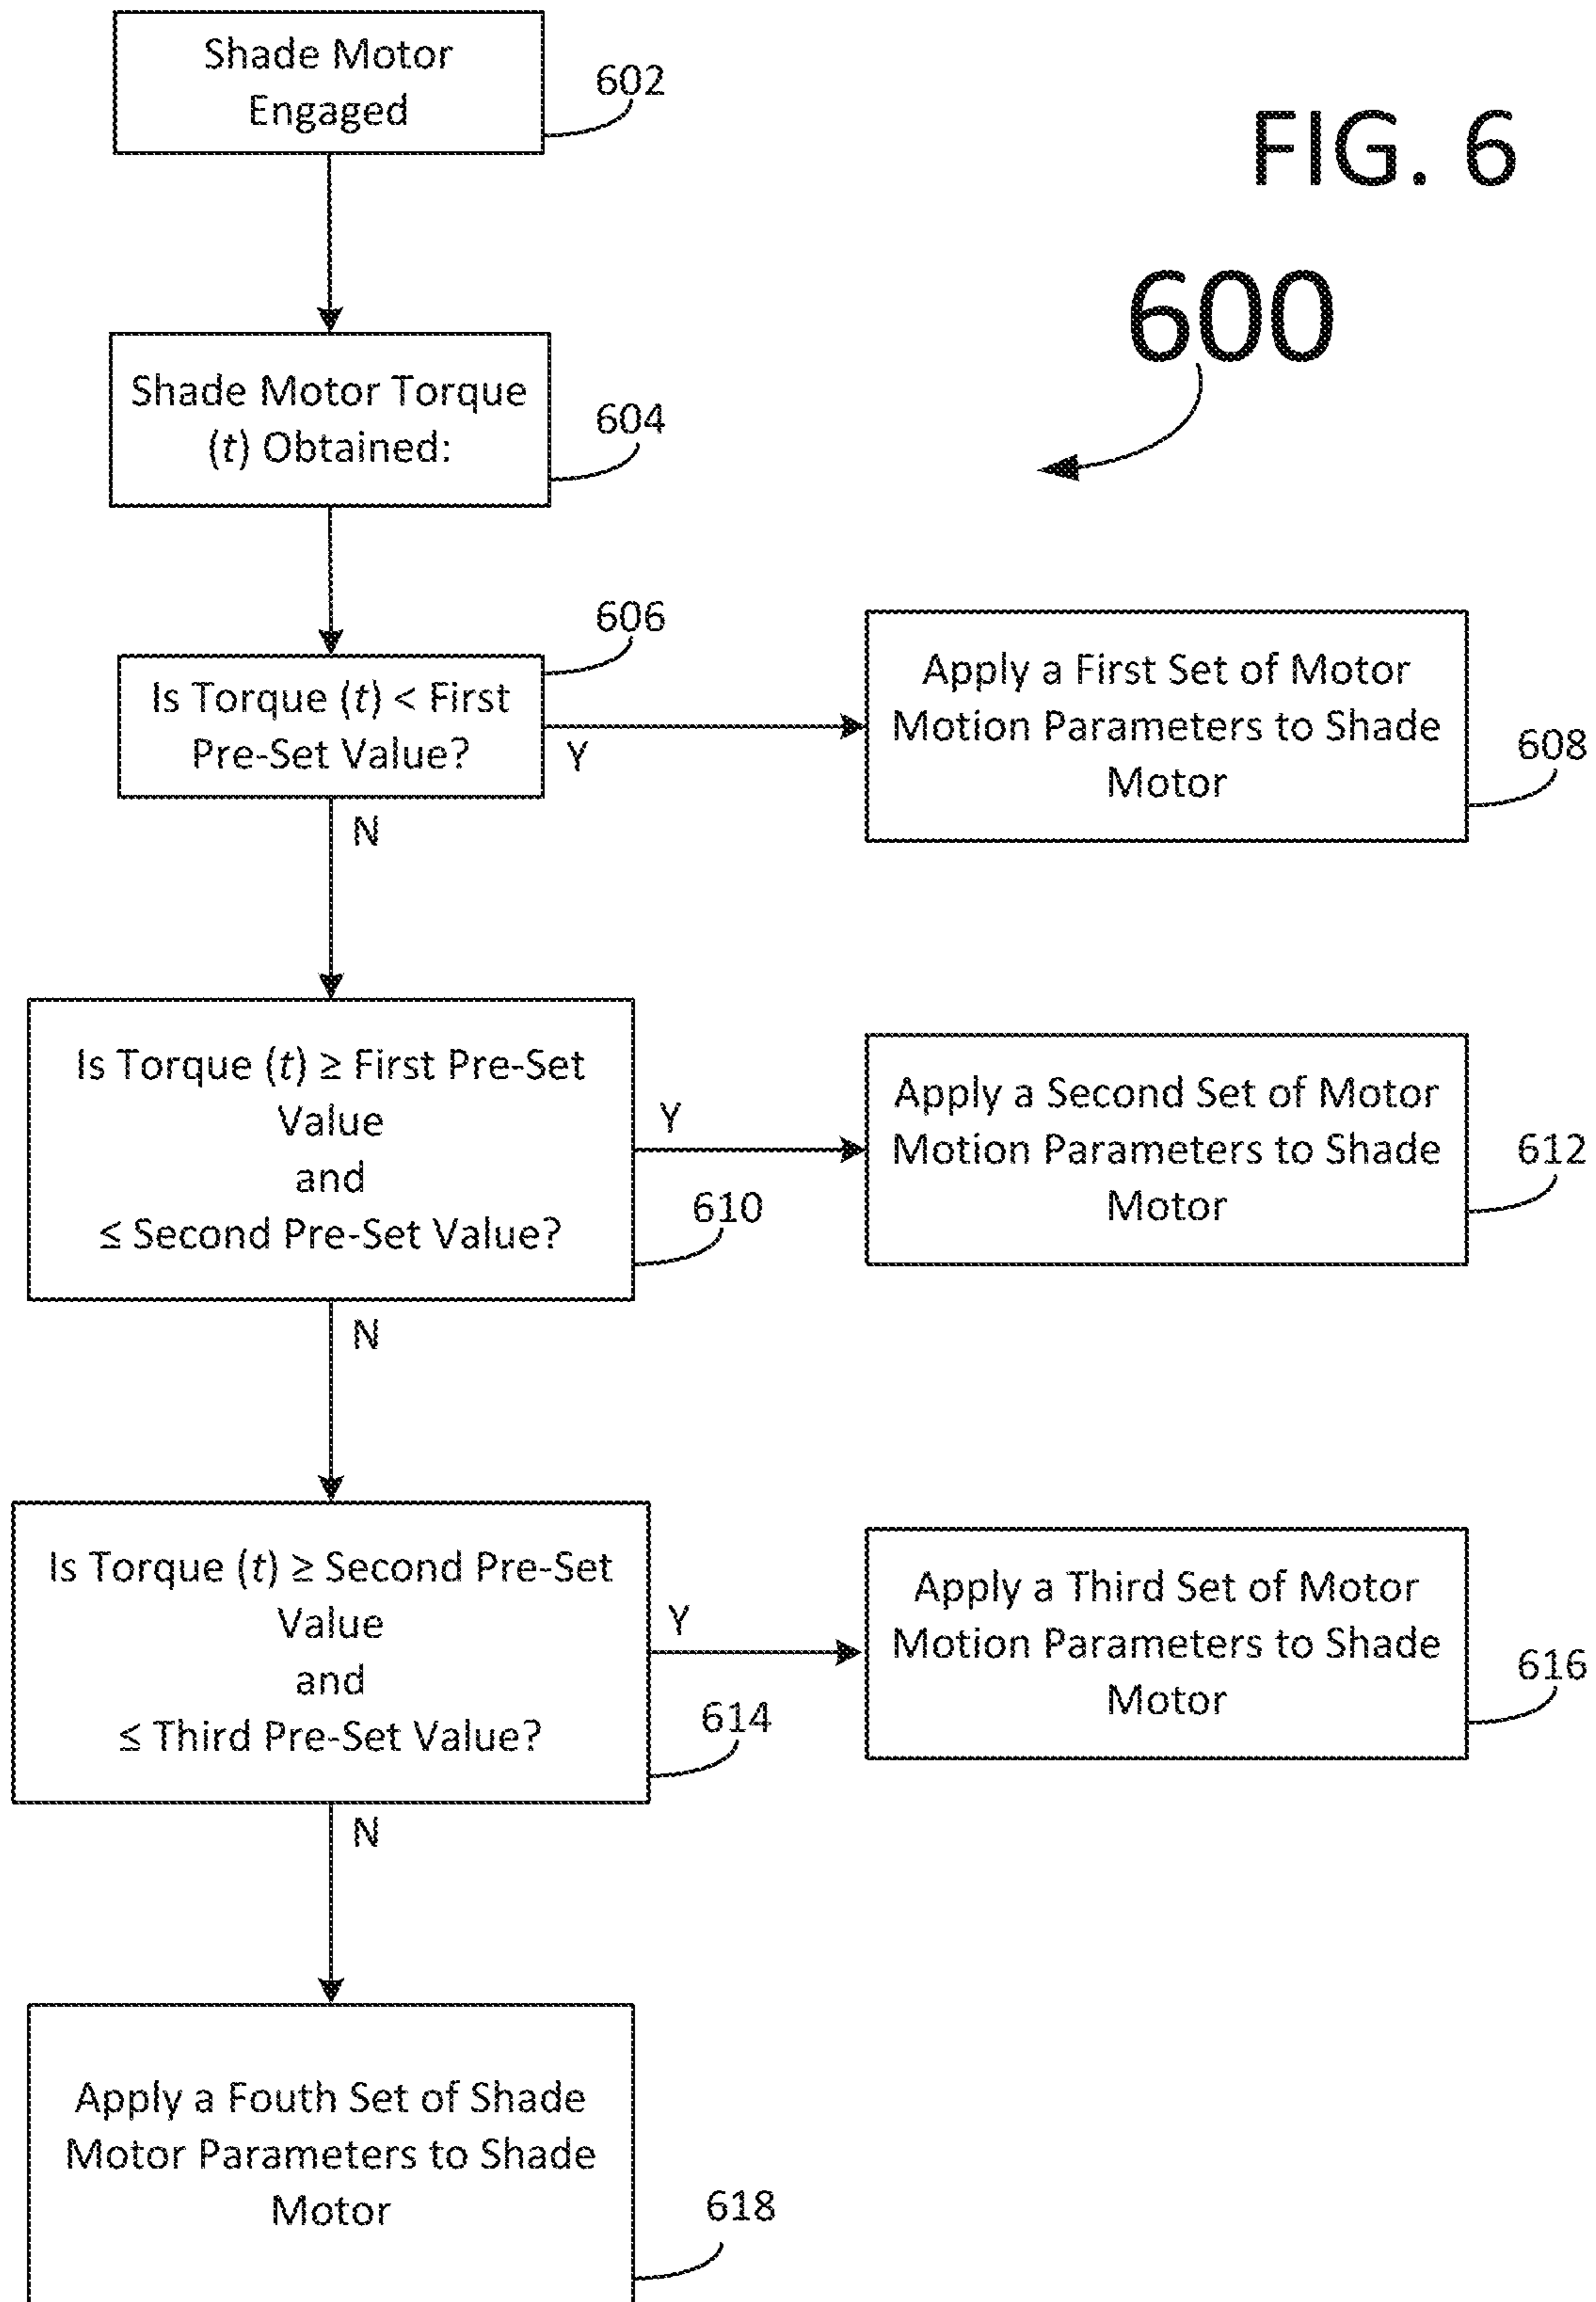 Shade Motor
Engaged
602
FIG. 6
600
Shade Motor Torque
(t) Obtained:
604
606
Is Torque (t) < First
Pre-Set Value?
Y
N
Apply a First Set of Motor
Motion Parameters to Shade
Motor
608
Is Torque (t) ≥ First Pre-Set
Value
and
≤ Second Pre-Set Value?
Y
610
N
Apply a Second Set of Motor
Motion Parameters to Shade
Motor
612
Is Torque (t) ≥ Second Pre-Set
Value
and
≤ Third Pre-Set Value?
Y
614
N
Apply a Third Set of Motor
Motion Parameters to Shade
Motor
616
Apply a Fouth Set of Shade
Motor Parameters to Shade
Motor
618